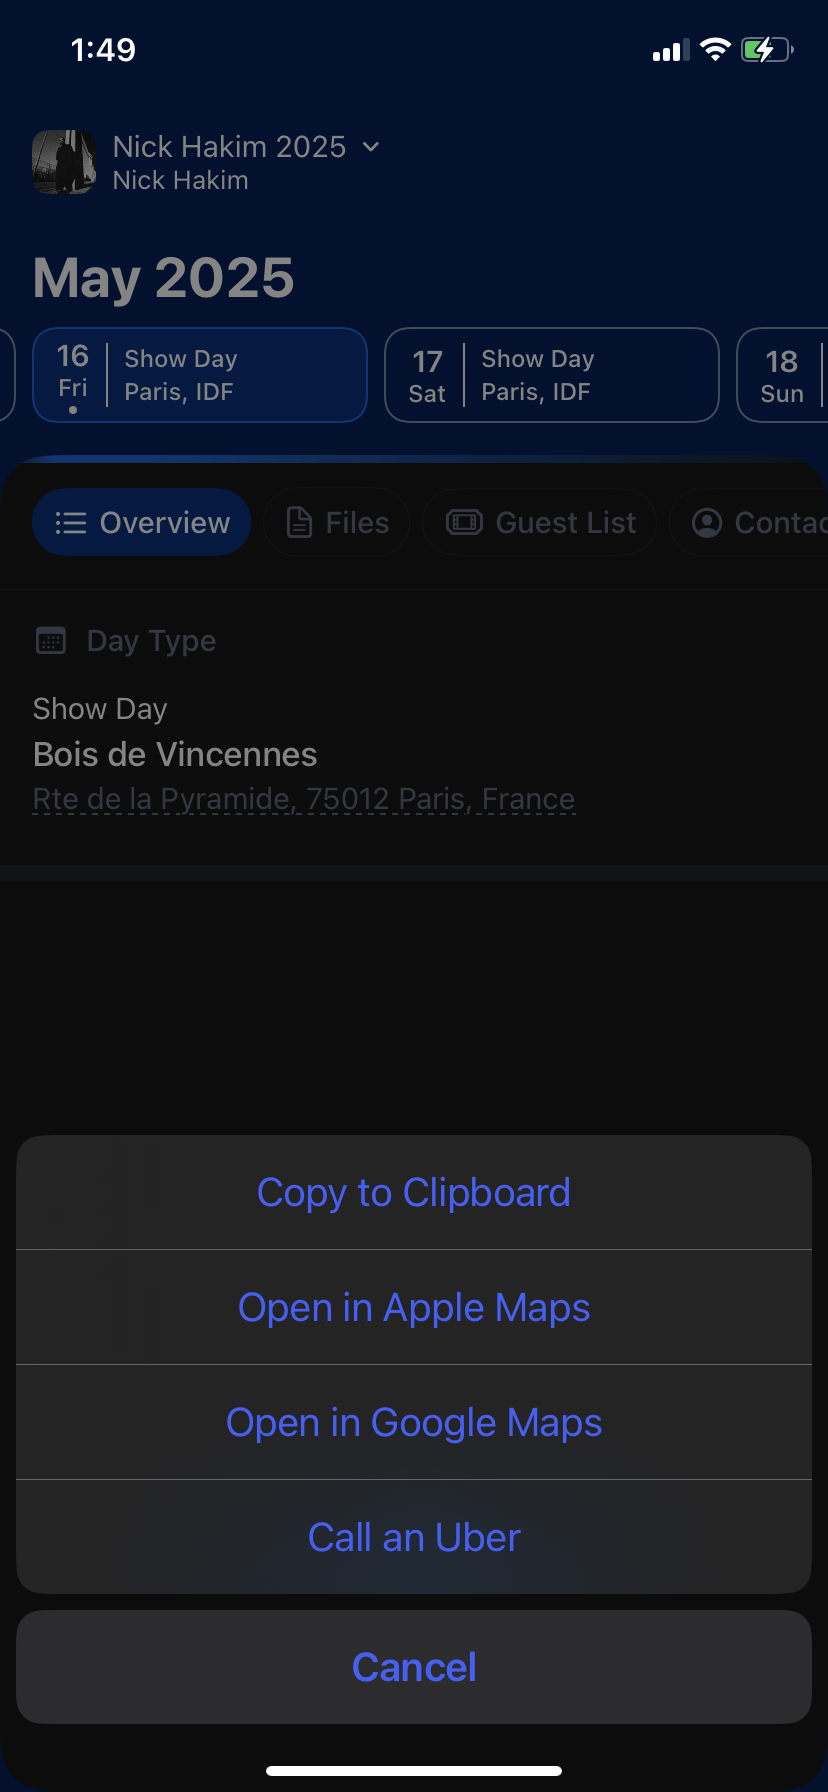 1:49
Nick Hakim 2025
Nick Hakim
May 2025
16
Fri
Show Day
Paris, IDF
17
Sat
Show Day
Paris, IDF
18
Sun
Overview
Files
Guest List
Contac
Day Type
Show Day
Bois de Vincennes
Rte de la Pyramide, 75012 Paris, France
Copy to Clipboard
Open in Apple Maps
Open in Google Maps
Call an Uber
Cancel